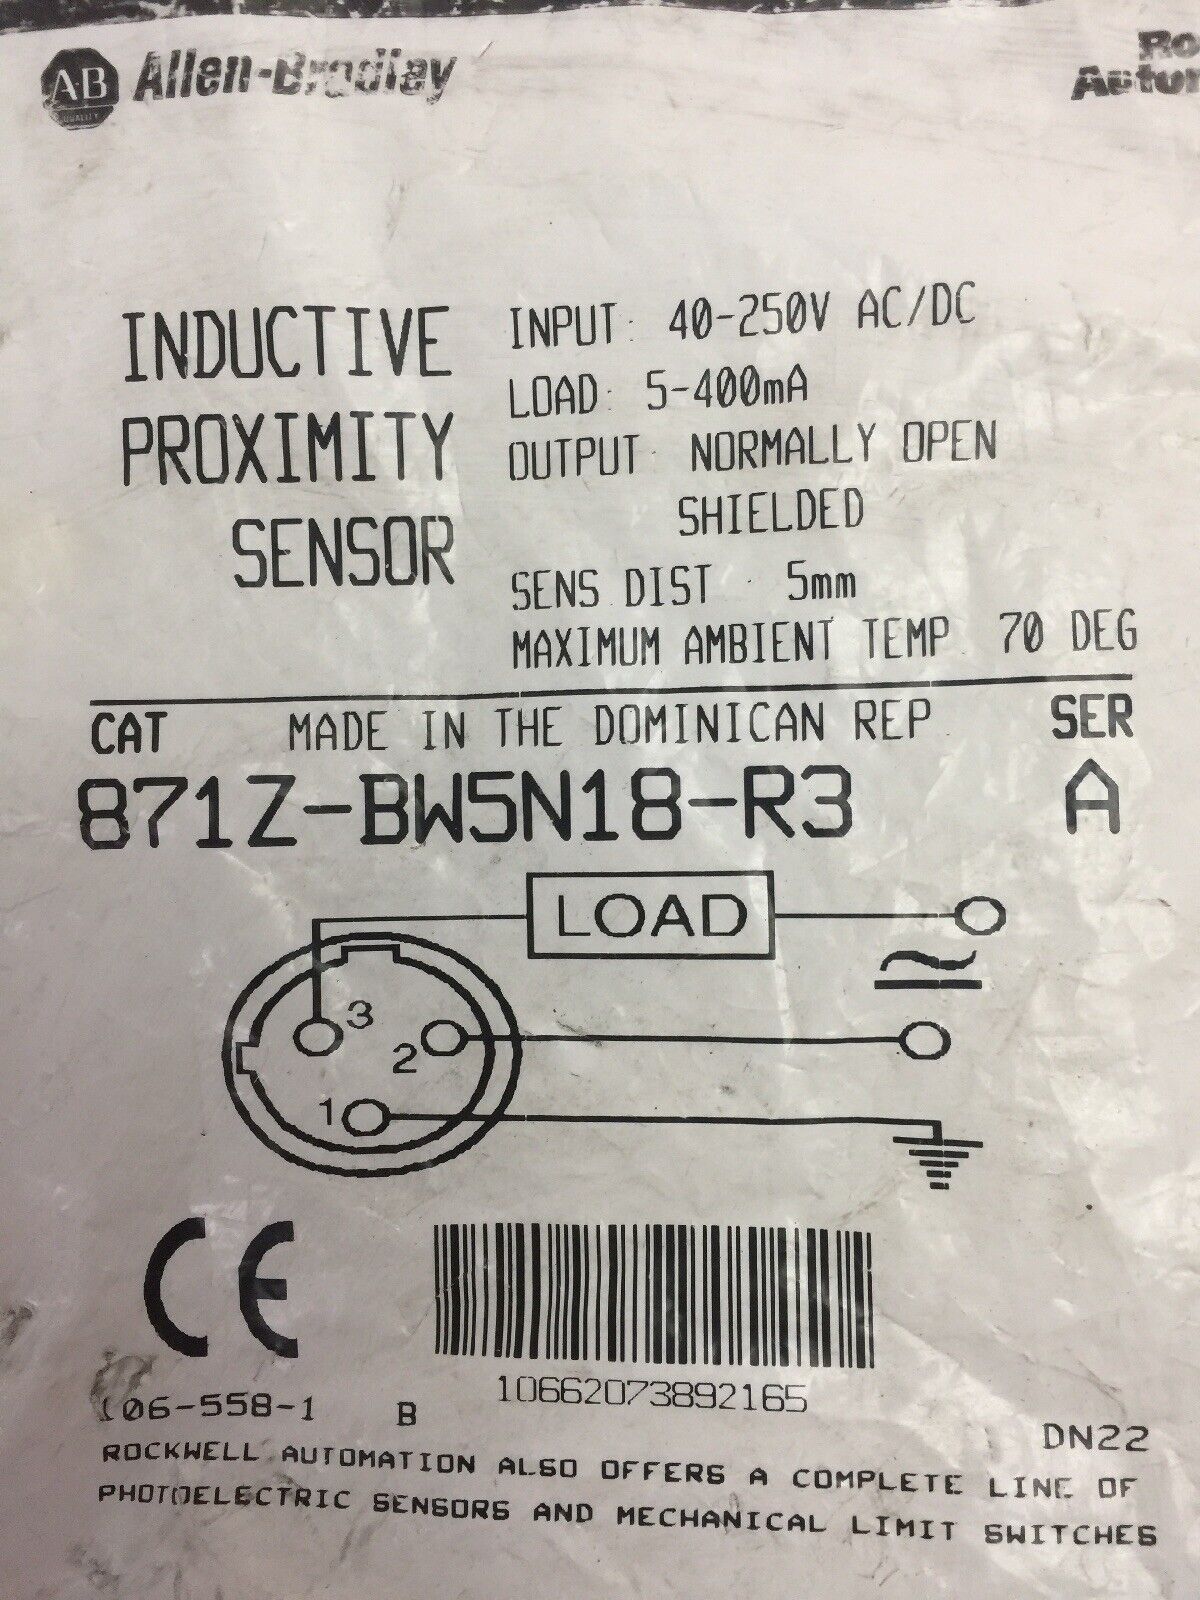 A-B
QUALITY
Allen-Bradley
Ro
Autom
INDUCTIVE
PROXIMITY
SENSOR
INPUT: 40-250V AC/DC
LOAD: 5-400mA
OUTPUT: NORMALLY OPEN
SHIELDED
SENS. DIST.: 5mm
MAXIMUM AMBIENT TEMP. 70 DEG
CAT MADE IN THE DOMINICAN REP. SER
871Z-BW5N18-R3 A
LOAD
3
2
1
CE
10662073892165
106-558-1 B
DN22
ROCKWELL AUTOMATION ALSO OFFERS A COMPLETE LINE OF
PHOTOELECTRIC SENSORS AND MECHANICAL LIMIT SWITCHES